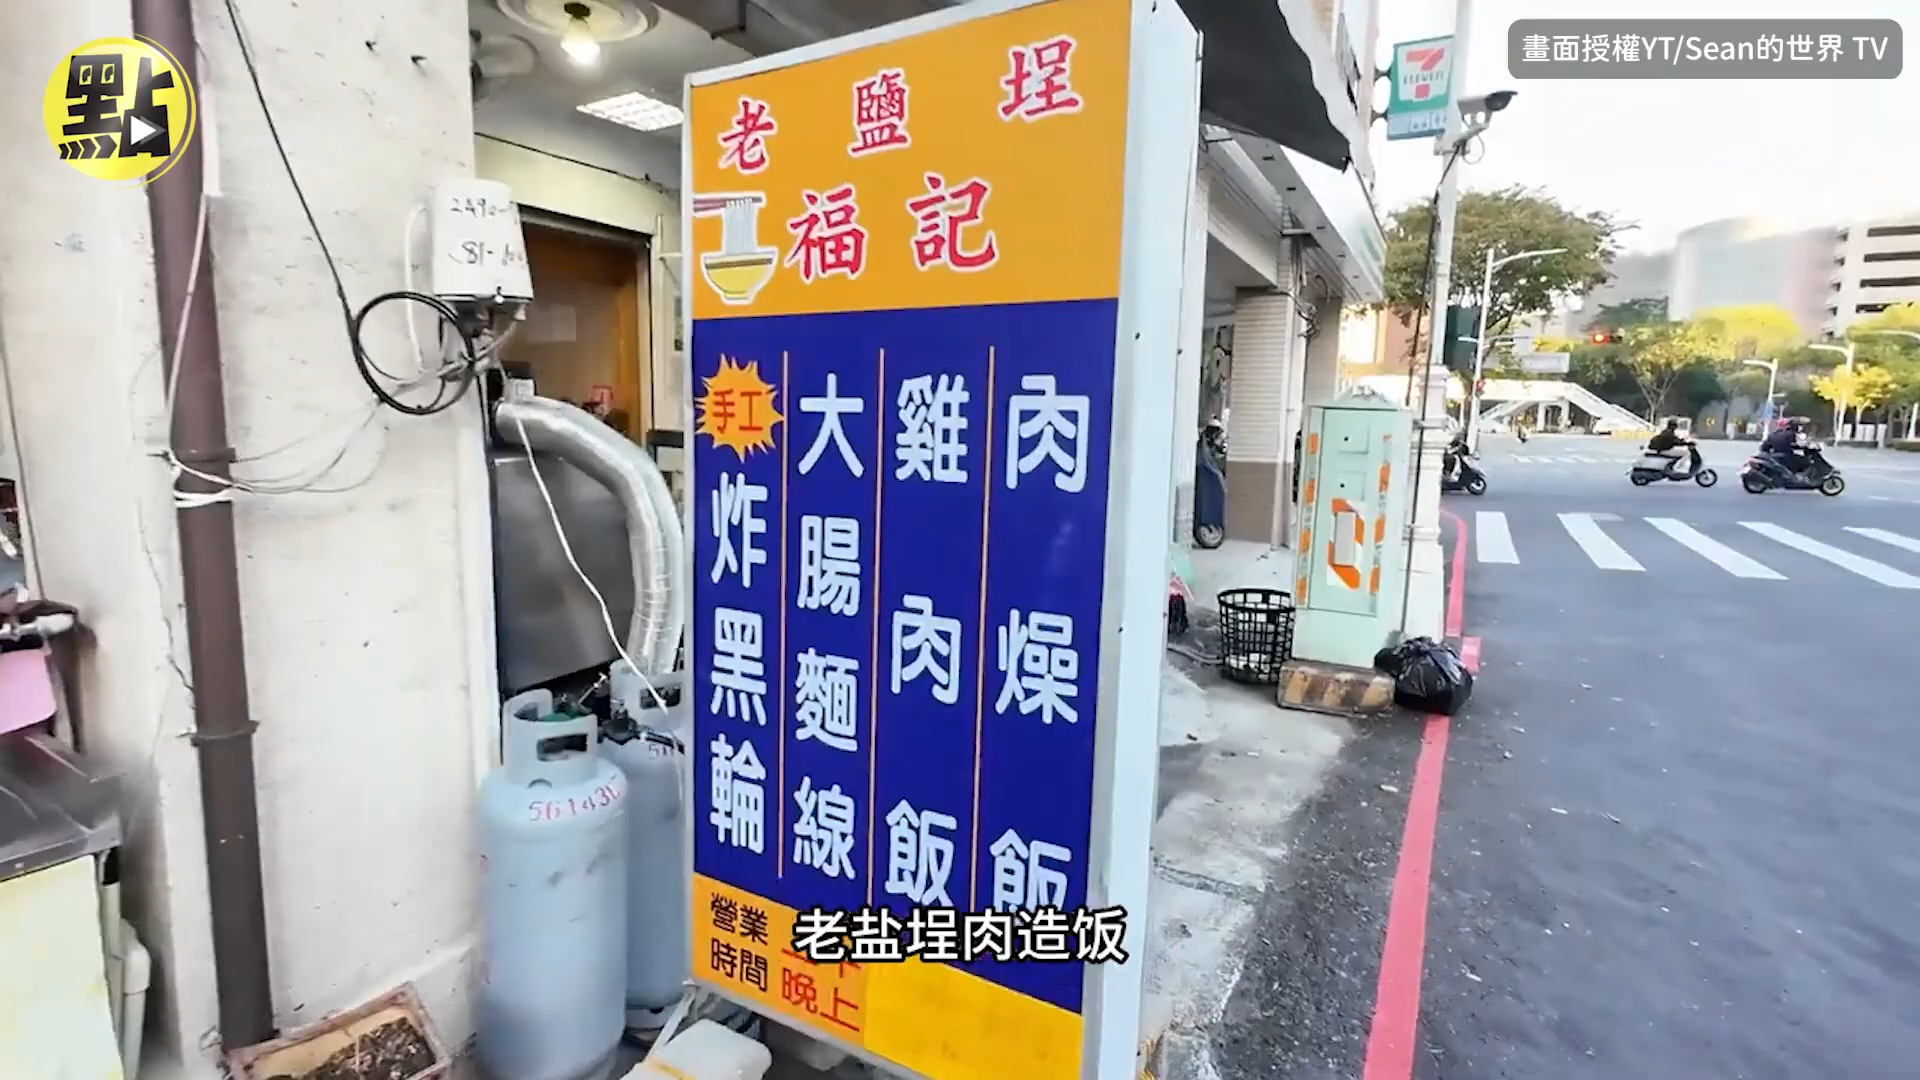 點
畫面授權YT/Sean的世界 TV
7
ELEVEN
老鹽埕
福記
肉燥飯
雞肉飯
大腸麵線
手工
炸黑輪
營業
時間
晚上
老盐埕肉造饭